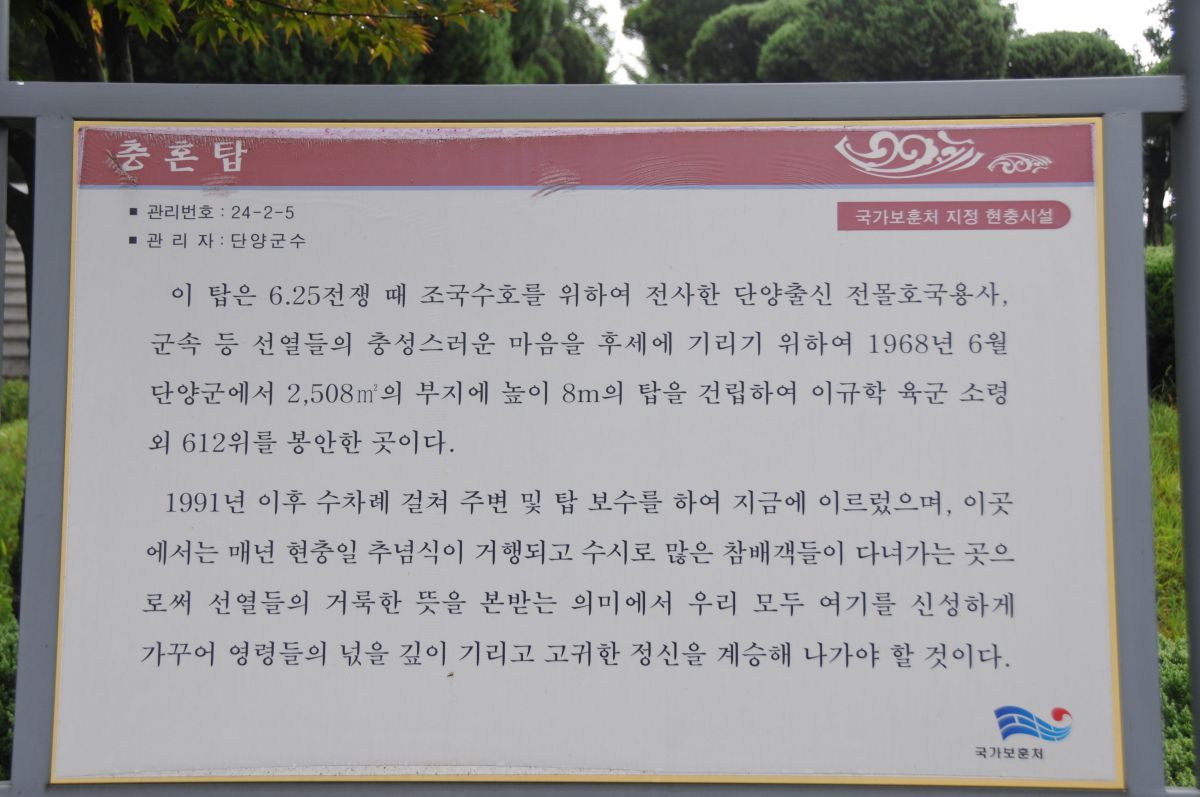 충혼탑
■ 관리번호 : 24-2-5
국가보훈처 지정 현충시설
■ 관 리 자 : 단양군수
이 탑은 6.25전쟁 때 조국수호를 위하여 전사한 단양출신 전몰호국용사,
군속 등 선열들의 충성스러운 마음을 후세에 기리기 위하여 1968년 6월
단양군에서 2,508㎡의 부지에 높이 8m의 탑을 건립하여 이규학 육군 소령
외 612위를 봉안한 곳이다.
1991년 이후 수차례 걸쳐 주변 및 탑 보수를 하여 지금에 이르렀으며, 이곳
에서는 매년 현충일 추념식이 거행되고 수시로 많은 참배객들이 다녀가는 곳으
로써 선열들의 거룩한 뜻을 본받는 의미에서 우리 모두 여기를 신성하게
가꾸어 영령들의 넋을 깊이 기리고 고귀한 정신을 계승해 나가야 할 것이다.
국가보훈처